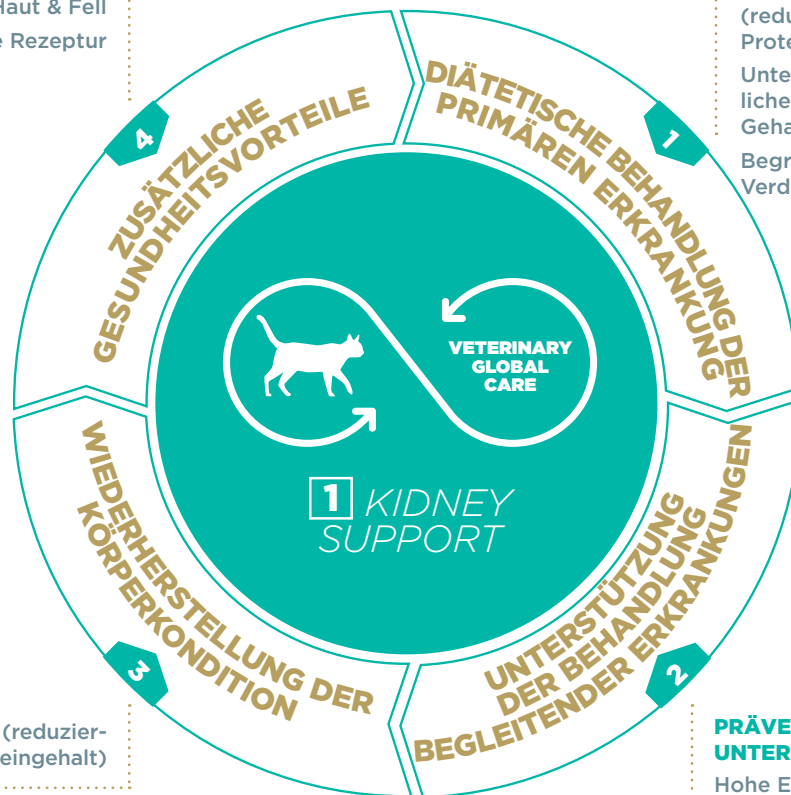 Haut & Fell
Rezeptur
(redu
Prote
Unte
liche
Geha
Begr
Verd
4
ZUSÄTZLICHE
GESUNDHEITSVORTEILE
1
DIÄTETISCHE BEHANDLUNG DER
PRIMÄREN ERKRANKUNG
VETERINARY
GLOBAL
CARE
1 KIDNEY
SUPPORT
2
UNTERSTÜTZUNG
DER BEHANDLUNG
BEGLEITENDER ERKRANKUNGEN
3
WIEDERHERSTELLUNG DER
KÖRPERKONDITION
(reduzier-
eingehalt)
PRÄVE
UNTER
Hohe E